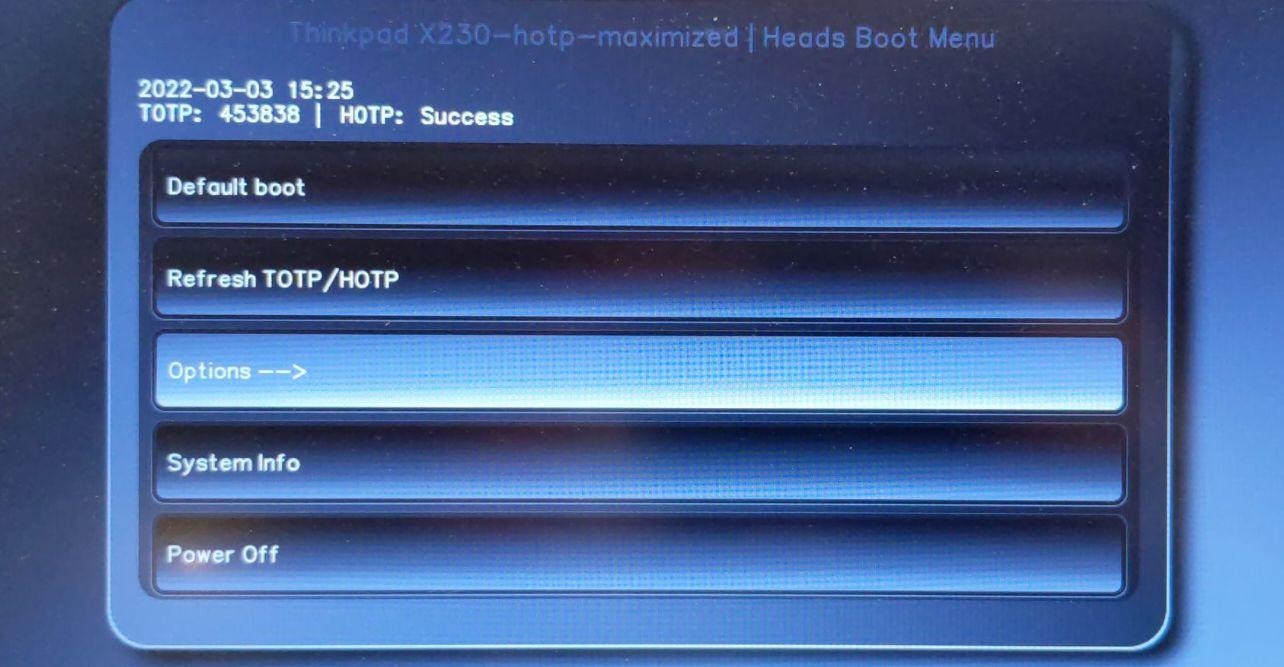 Thinkpad X230-hotp-maximized | Heads Boot Menu
2022-03-03 15:25
TOTP: 453838 | HOTP: Success
Default boot
Refresh TOTP/HOTP
Options -->
System Info
Power Off